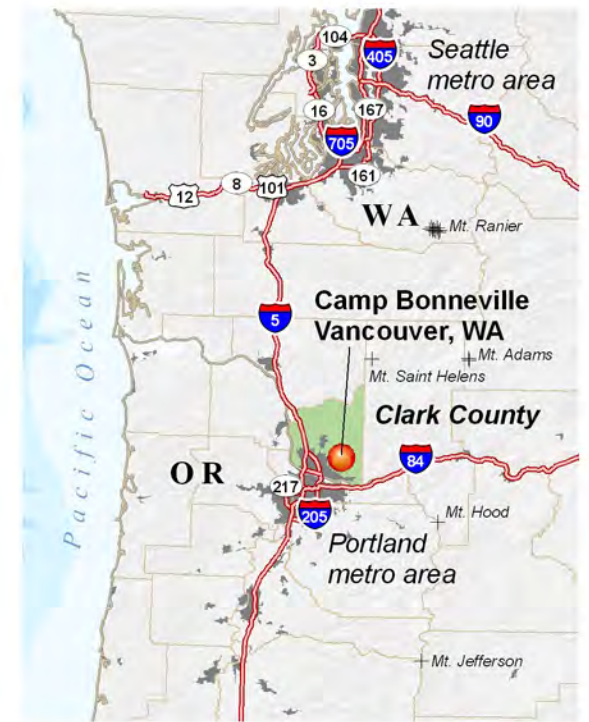 104
405
3
Seattle
metro area
16
167
90
705
161
8
101
12
WA
Mt. Ranier
Pacific Ocean
5
Camp Bonneville
Vancouver, WA
Mt. Adams
Mt. Saint Helens
Clark County
OR
84
217
205
Mt. Hood
Portland
metro area
Mt. Jefferson